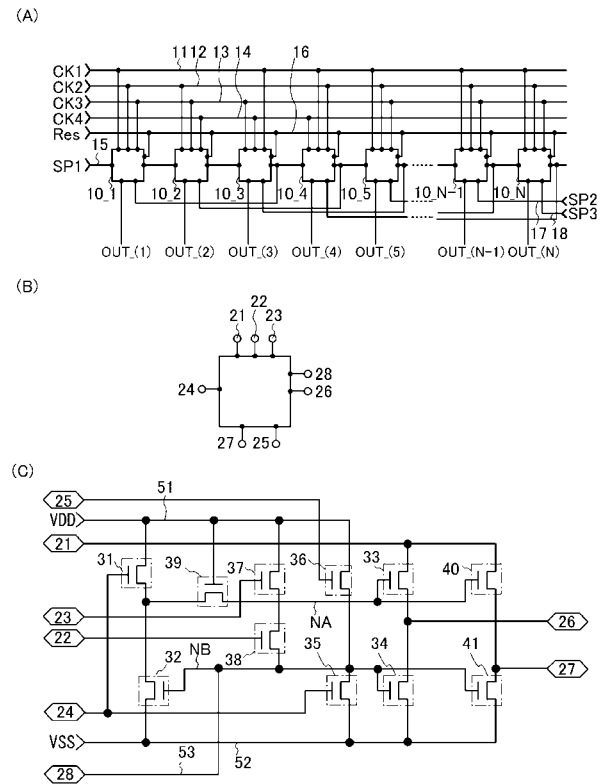 (A)
11 12 13 14 16
CK1
CK2
CK3
CK4
Res
15
SP1
10_1 10_2 10_3 10_4 10_5 10_N-1 10_N
SP2
SP3
17 18
OUT_(1) OUT_(2) OUT_(3) OUT_(4) OUT_(5) OUT_(N-1) OUT_(N)
(B)
22
21 23
28
24 26
27 25
(C)
25 51
VDD
21
31 39 37 36 33 40
23 NA 26
22
NB 38
32 35 34 41 27
24
VSS
53 52
28